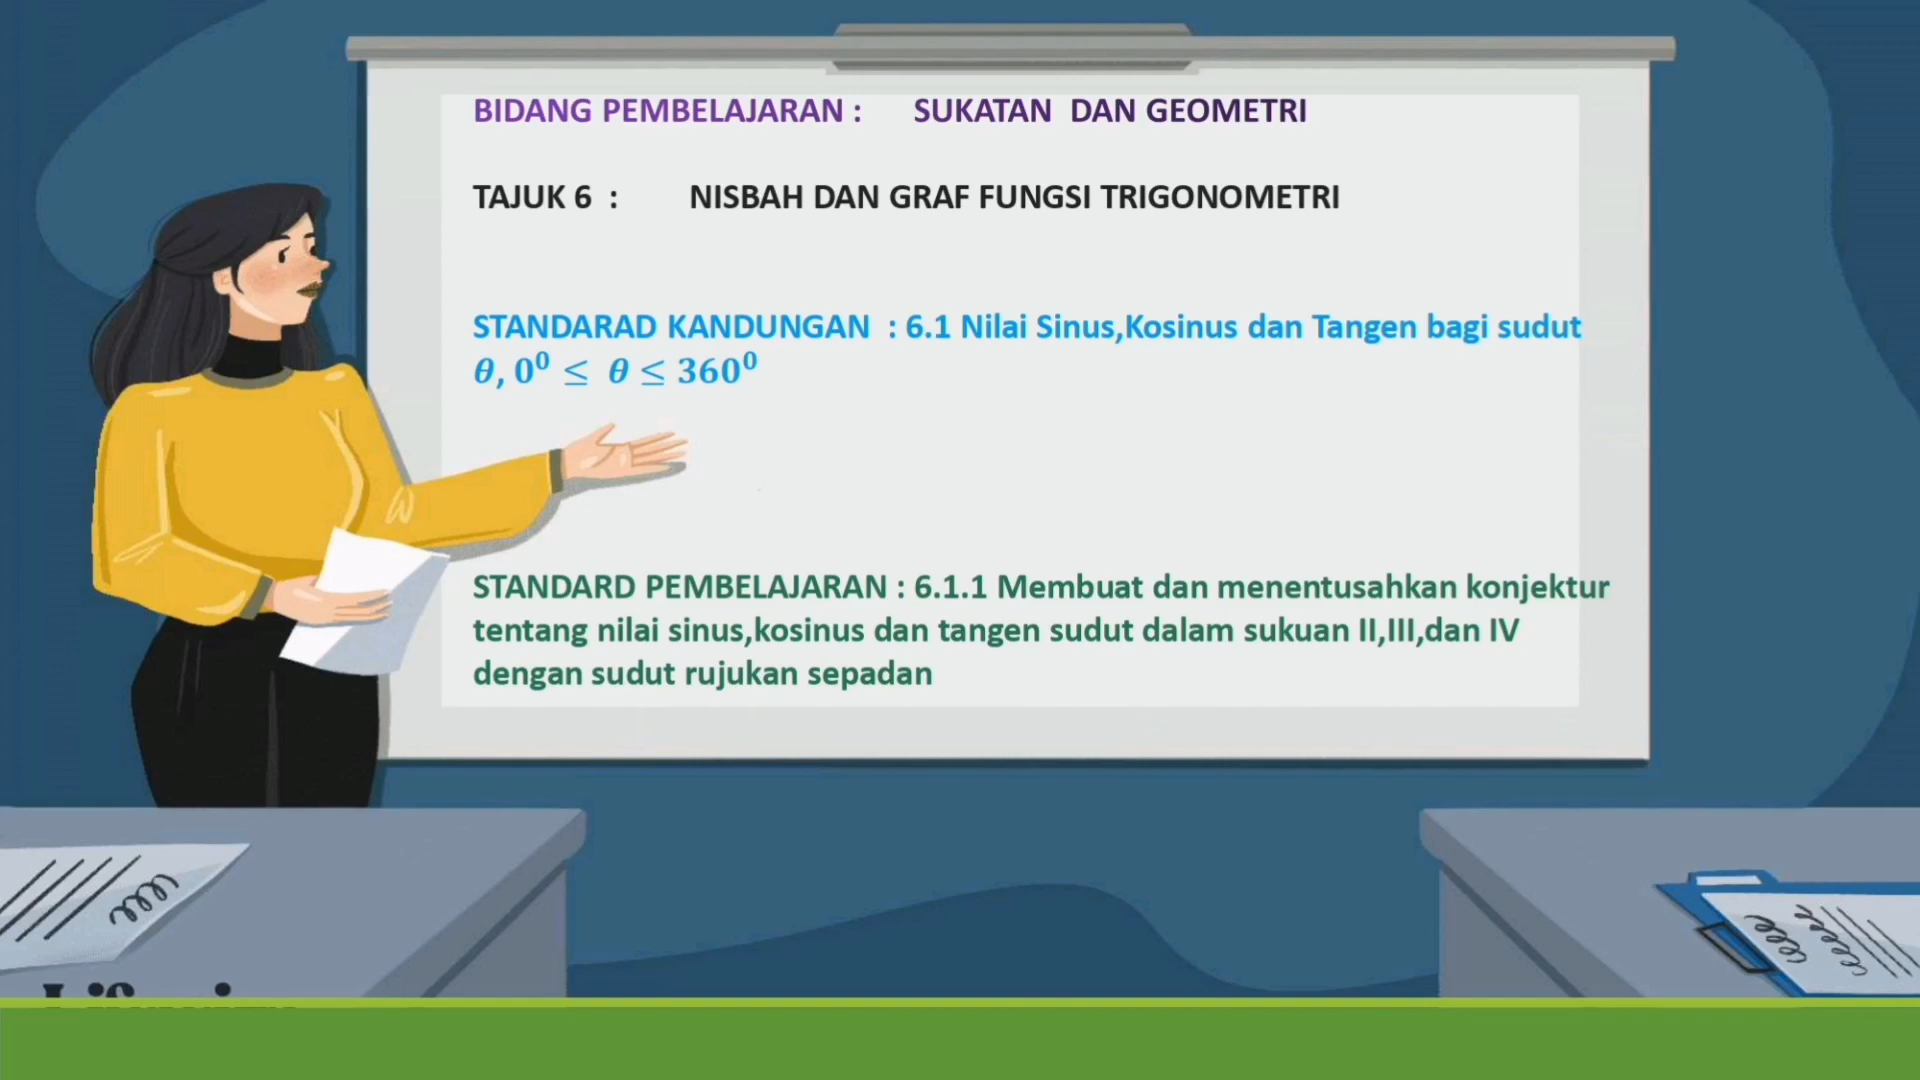 BIDANG PEMBELAJARAN : SUKATAN DAN GEOMETRI
TAJUK 6 : NISBAH DAN GRAF FUNGSI TRIGONOMETRI
STANDARAD KANDUNGAN : 6.1 Nilai Sinus,Kosinus dan Tangen bagi sudut
θ, 0⁰ ≤ θ ≤ 360⁰
STANDARD PEMBELAJARAN : 6.1.1 Membuat dan menentusahkan konjektur
tentang nilai sinus,kosinus dan tangen sudut dalam sukuan II,III,dan IV
dengan sudut rujukan sepadan